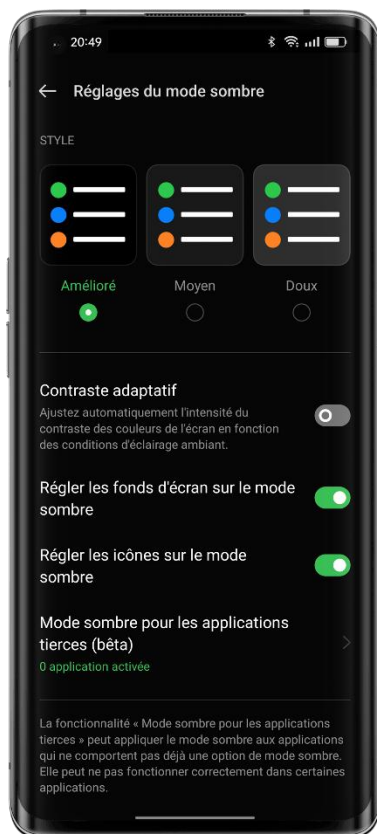 20:49
Réglages du mode sombre
STYLE
Amélioré Moyen Doux
Contraste adaptatif
Ajustez automatiquement l'intensité du
contraste des couleurs de l'écran en fonction
des conditions d'éclairage ambiant.
Régler les fonds d'écran sur le mode
sombre
Régler les icônes sur le mode
sombre
Mode sombre pour les applications
tierces (bêta)
0 application activée
La fonctionnalité « Mode sombre pour les applications
tierces » peut appliquer le mode sombre aux applications
qui ne comportent pas déjà une option de mode sombre.
Elle peut ne pas fonctionner correctement dans certaines
applications.